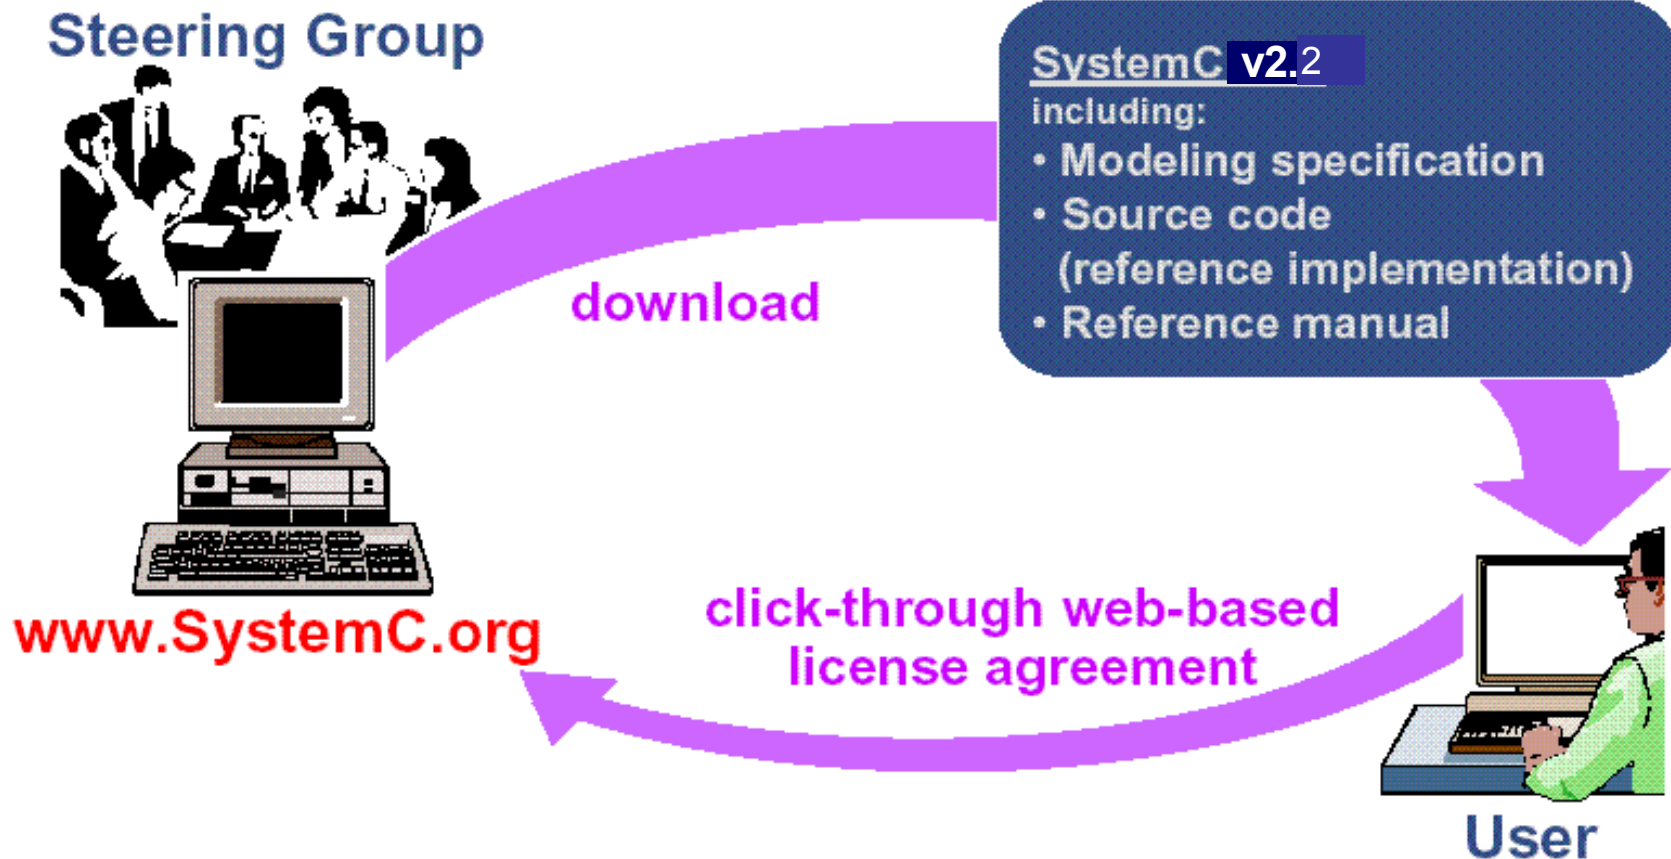 Steering Group
SystemC v2.2
including:
• Modeling specification
• Source code
(reference implementation)
• Reference manual
download
click-through web-based
license agreement
www.SystemC.org
User